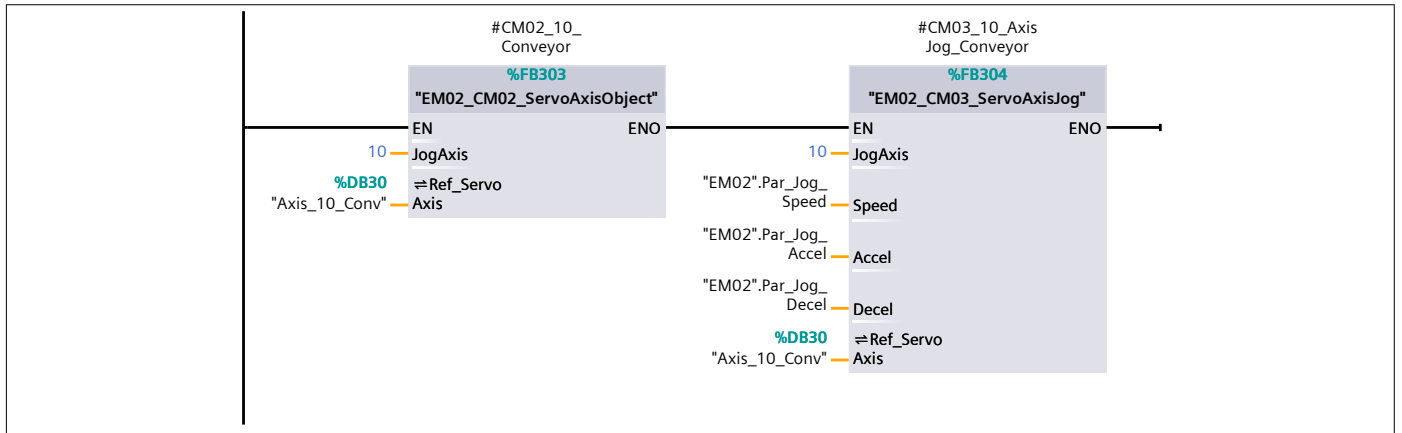 #CM02_10_
Conveyor
%FB303
"EM02_CM02_ServoAxisObject"
EN ENO
10 JogAxis
%DB30 ⇌Ref_Servo
"Axis_10_Conv" Axis
#CM03_10_Axis
Jog_Conveyor
%FB304
"EM02_CM03_ServoAxisJog"
EN ENO
10 JogAxis
"EM02".Par_Jog_
Speed Speed
"EM02".Par_Jog_
Accel Accel
"EM02".Par_Jog_
Decel Decel
%DB30 ⇌Ref_Servo
"Axis_10_Conv" Axis